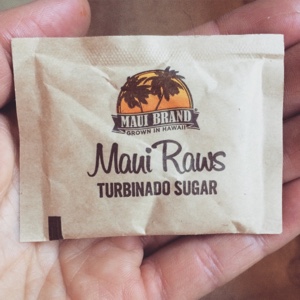 MAUI BRAND
GROWN IN HAWAII
Maui Raws
TURBINADO SUGAR